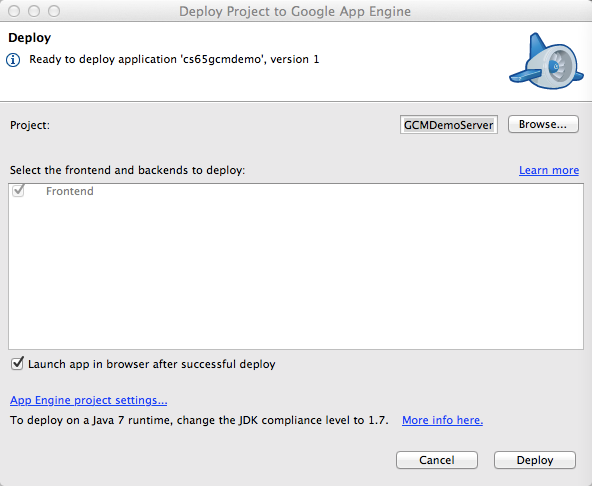 Deploy Project to Google App Engine
Deploy
Ready to deploy application 'cs65gcmdemo', version 1
Project:
GCMDemoServer
Browse...
Select the frontend and backends to deploy:
Learn more
Frontend
Launch app in browser after successful deploy
App Engine project settings...
To deploy on a Java 7 runtime, change the JDK compliance level to 1.7. More info here.
Cancel
Deploy